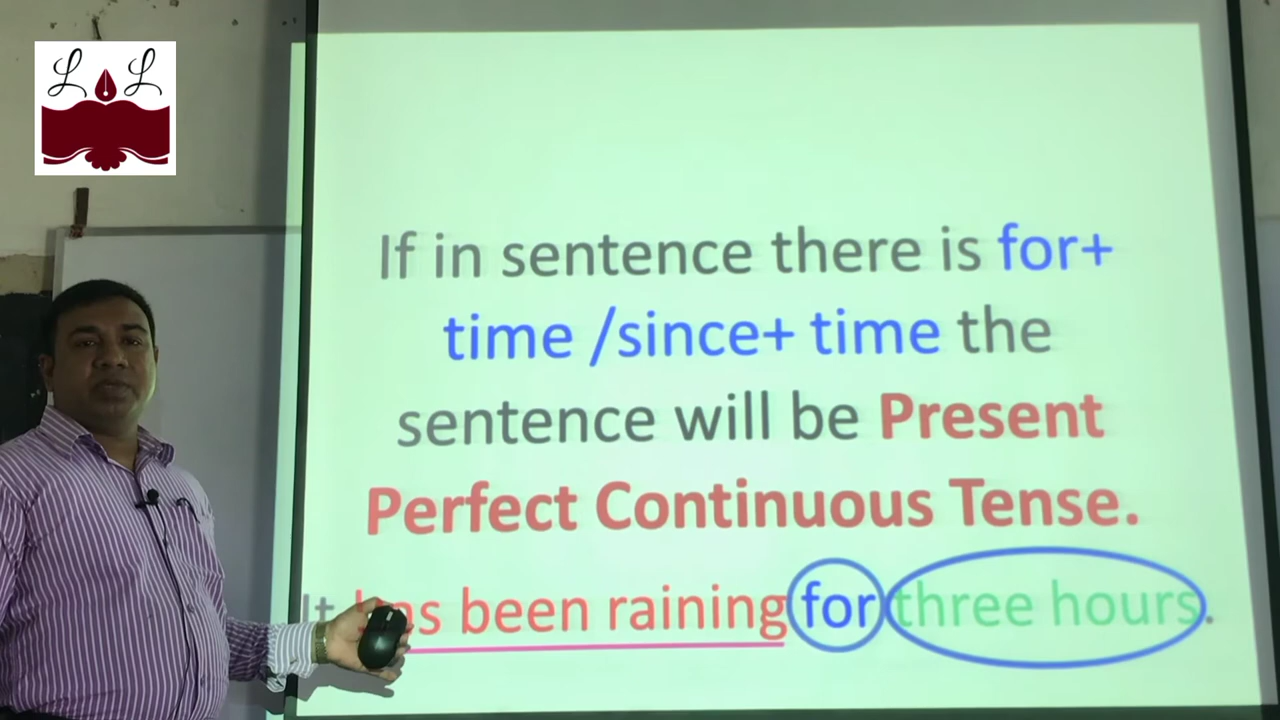 L L
If in sentence there is for+
time /since+ time the
sentence will be Present
Perfect Continuous Tense.
It has been raining for three hours.